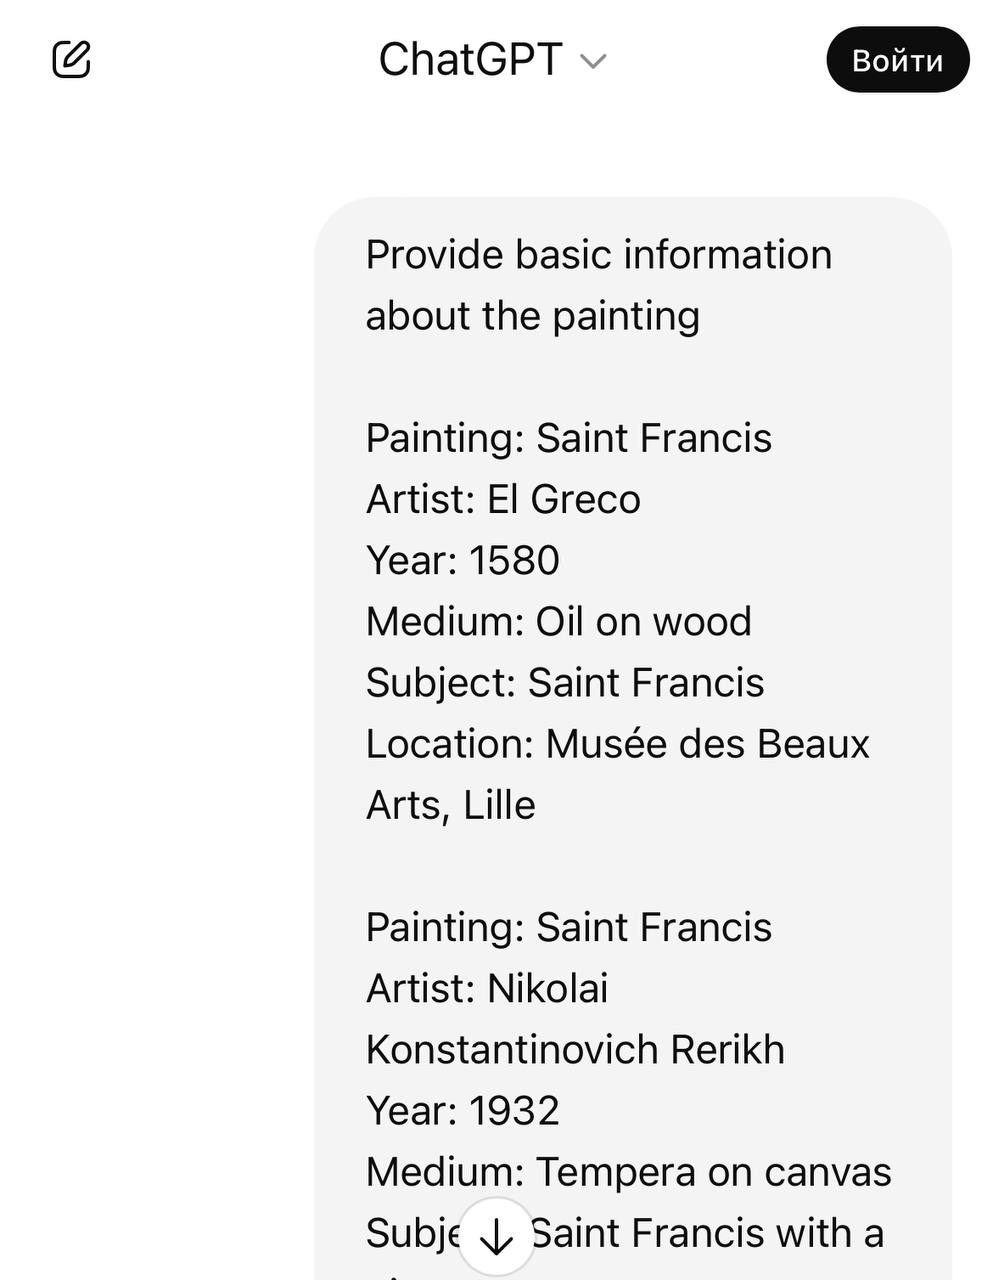 ChatGPT
Войти
Provide basic information
about the painting
Painting: Saint Francis
Artist: El Greco
Year: 1580
Medium: Oil on wood
Subject: Saint Francis
Location: Musée des Beaux
Arts, Lille
Painting: Saint Francis
Artist: Nikolai
Konstantinovich Rerikh
Year: 1932
Medium: Tempera on canvas
Saint Francis with a